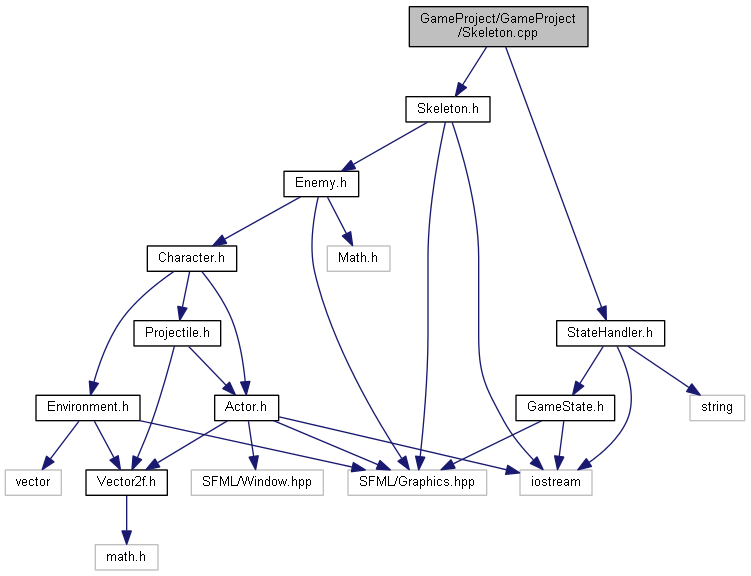 GameProject/GameProject
/Skeleton.cpp
Skeleton.h
Enemy.h
Character.h
Math.h
Projectile.h
StateHandler.h
Environment.h
Actor.h
GameState.h
string
vector
Vector2f.h
SFML/Window.hpp
SFML/Graphics.hpp
iostream
math.h